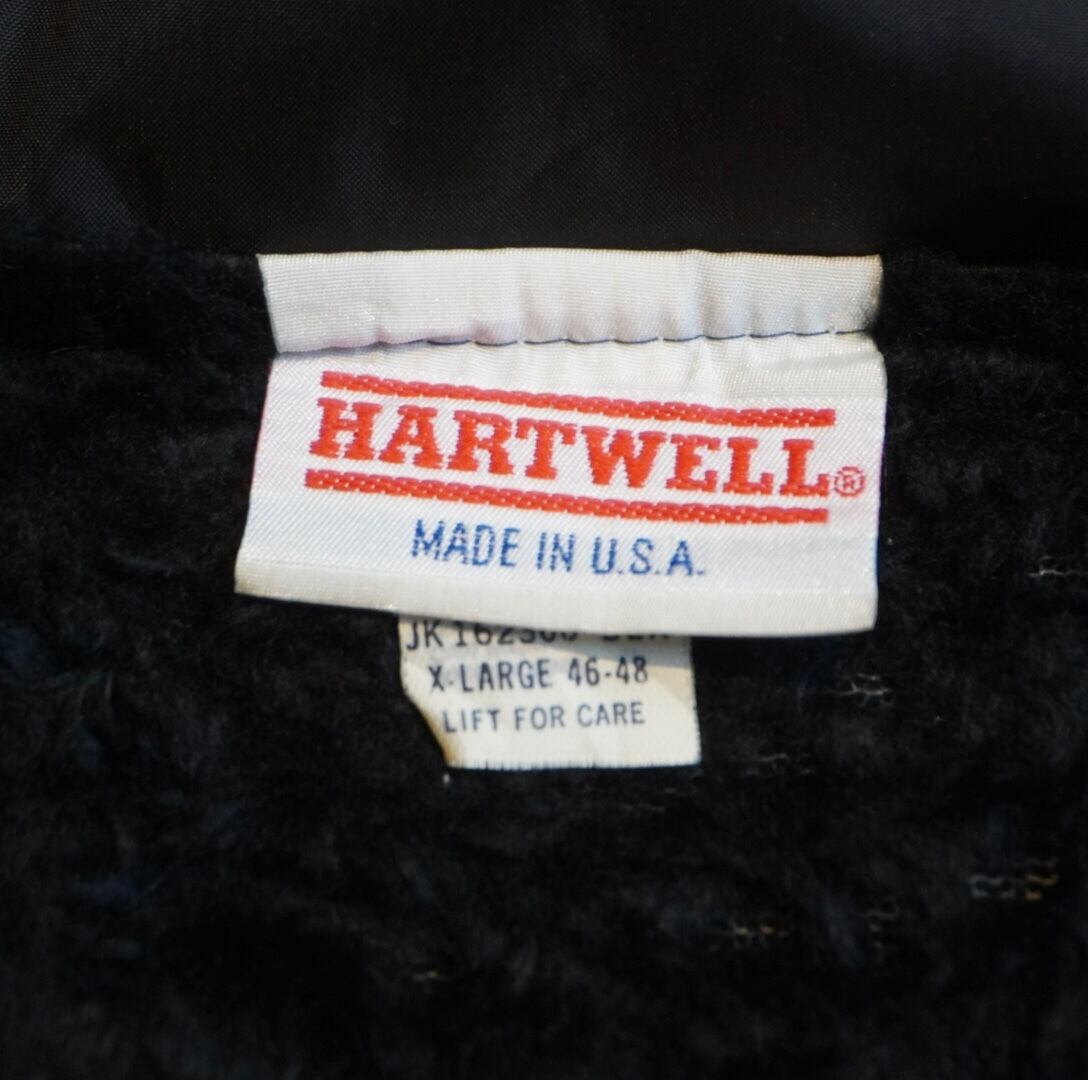 HARTWELL®
MADE IN U.S.A.
X-LARGE 46-48
LIFT FOR CARE